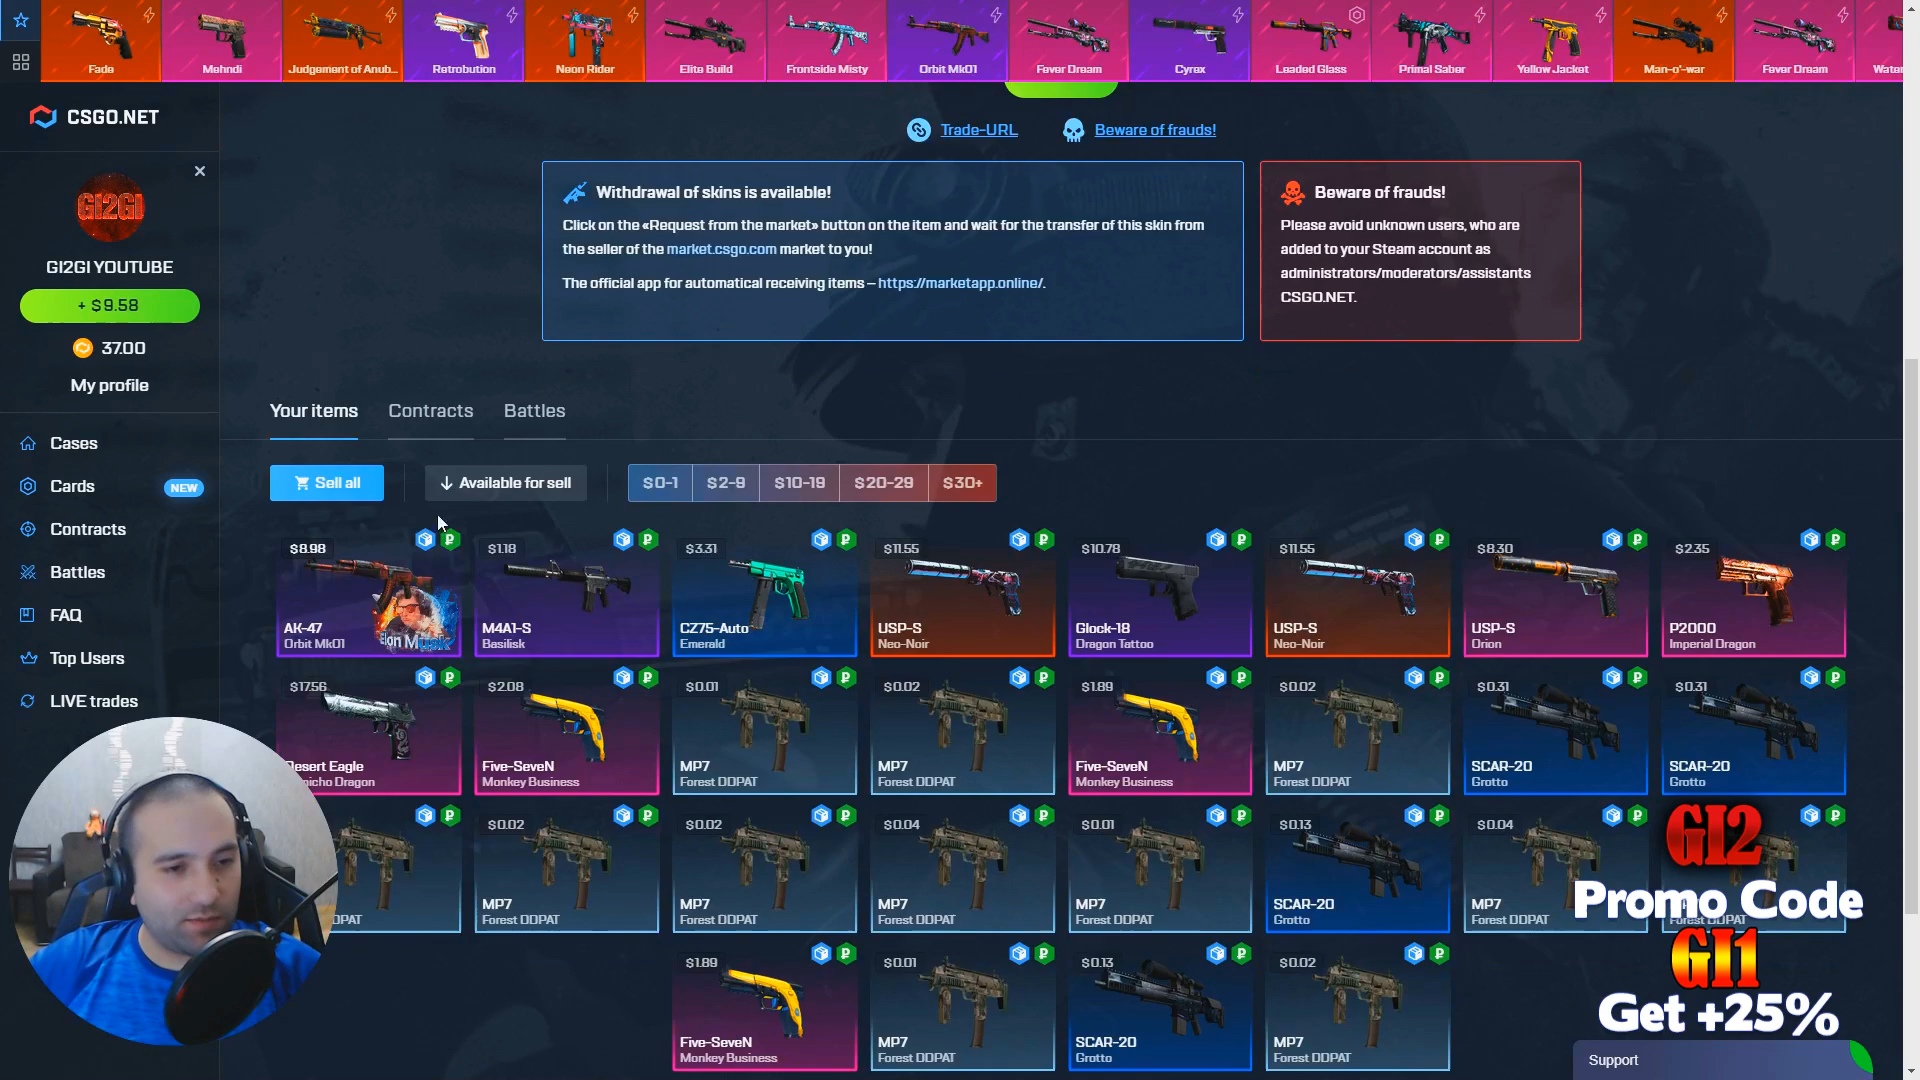 Fade
Mehndi
Judgement of Anub...
Retrobution
Neon Rider
Elite Build
Frontside Misty
Orbit Mk01
Fever Dream
Cyrex
Leaded Glass
Primal Saber
Yellow Jacket
Man-o'-war
Fever Dream
Water
CSGO.NET
GI2GI
GI2GI YOUTUBE
+ $9.58
37.00
My profile
Cases
Cards NEW
Contracts
Battles
FAQ
Top Users
LIVE trades
Trade-URL
Beware of frauds!
Withdrawal of skins is available!
Click on the «Request from the market» button on the item and wait for the transfer of this skin from
the seller of the market.csgo.com market to you!
The official app for automatical receiving items – https://marketapp.online/.
Beware of frauds!
Please avoid unknown users, who are
added to your Steam account as
administrators/moderators/assistants
CSGO.NET.
Your items
Contracts
Battles
Sell all
Available for sell
$0-1
$2-9
$10-19
$20-29
$30+
$8.98
AK-47
Orbit Mk01
Elon Musk
$1.18
M4A1-S
Basilisk
$3.31
CZ75-Auto
Emerald
$11.55
USP-S
Neo-Noir
$10.78
Glock-18
Dragon Tattoo
$11.55
USP-S
Neo-Noir
$8.30
USP-S
Orion
$2.35
P2000
Imperial Dragon
$17.56
Desert Eagle
Dragon
$2.08
Five-SeveN
Monkey Business
$0.01
MP7
Forest DDPAT
$0.02
MP7
Forest DDPAT
$1.89
Five-SeveN
Monkey Business
$0.02
MP7
Forest DDPAT
$0.31
SCAR-20
Grotto
$0.31
SCAR-20
Grotto
DPAT
$0.02
MP7
Forest DDPAT
$0.02
MP7
Forest DDPAT
$0.04
MP7
Forest DDPAT
$0.01
MP7
Forest DDPAT
$0.13
SCAR-20
Grotto
$0.04
MP7
Forest DDPAT
Forest DDPAT
$1.89
Five-SeveN
Monkey Business
$0.01
MP7
Forest DDPAT
$0.13
SCAR-20
Grotto
$0.02
MP7
Forest DDPAT
GI2
Promo Code
GI1
Get +25%
Support